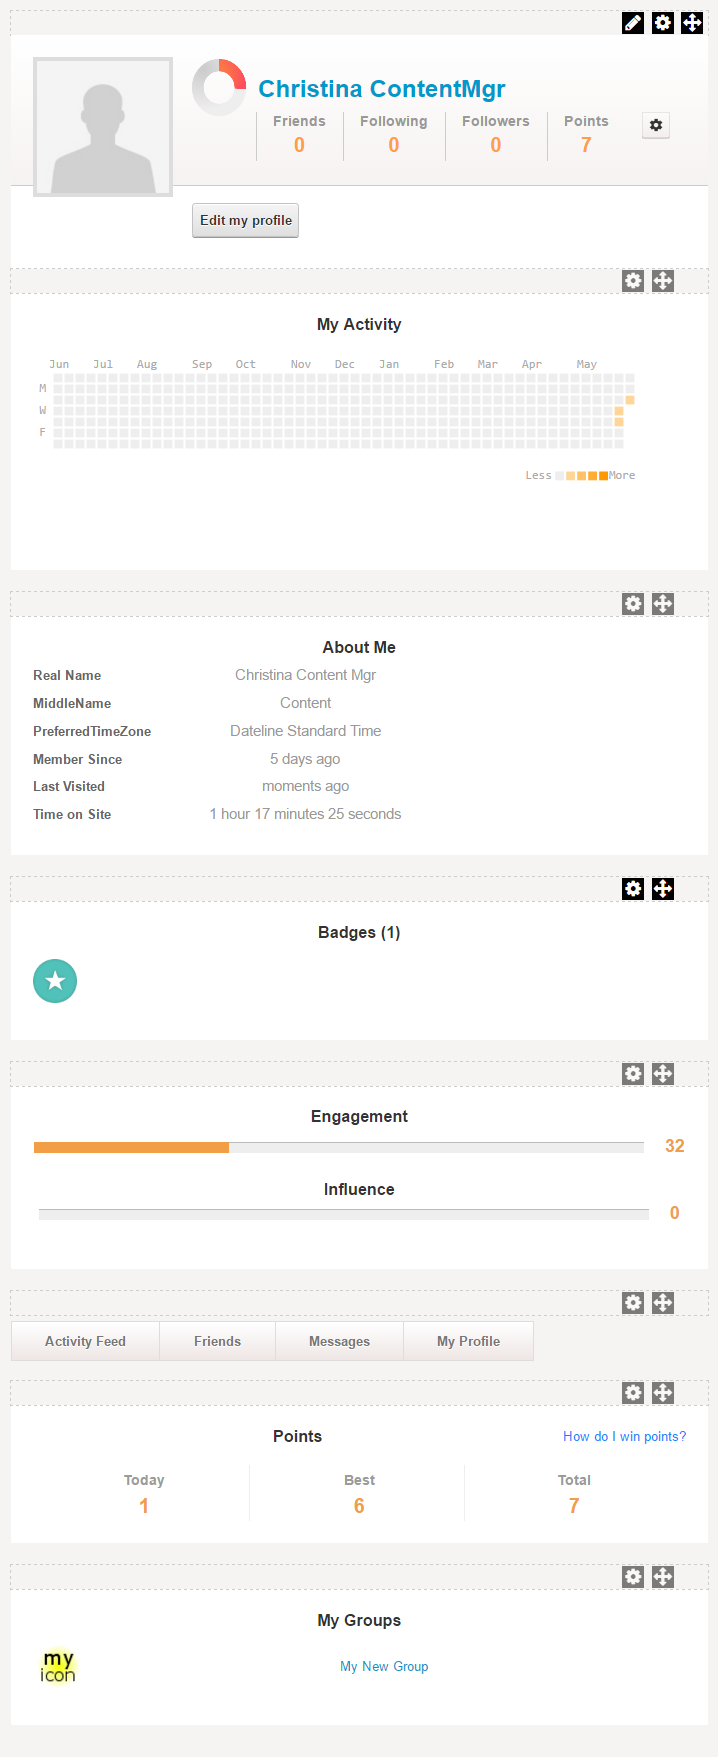 Christina ContentMgr
Friends Following Followers Points
0 0 0 7
Edit my profile
My Activity
Jun Jul Aug Sep Oct Nov Dec Jan Feb Mar Apr May
M
W
F
Less More
About Me
Real Name Christina Content Mgr
MiddleName Content
PreferredTimeZone Dateline Standard Time
Member Since 5 days ago
Last Visited moments ago
Time on Site 1 hour 17 minutes 25 seconds
Badges (1)
Engagement
32
Influence
0
Activity Feed Friends Messages My Profile
Points How do I win points?
Today Best Total
1 6 7
My Groups
my
icon
My New Group